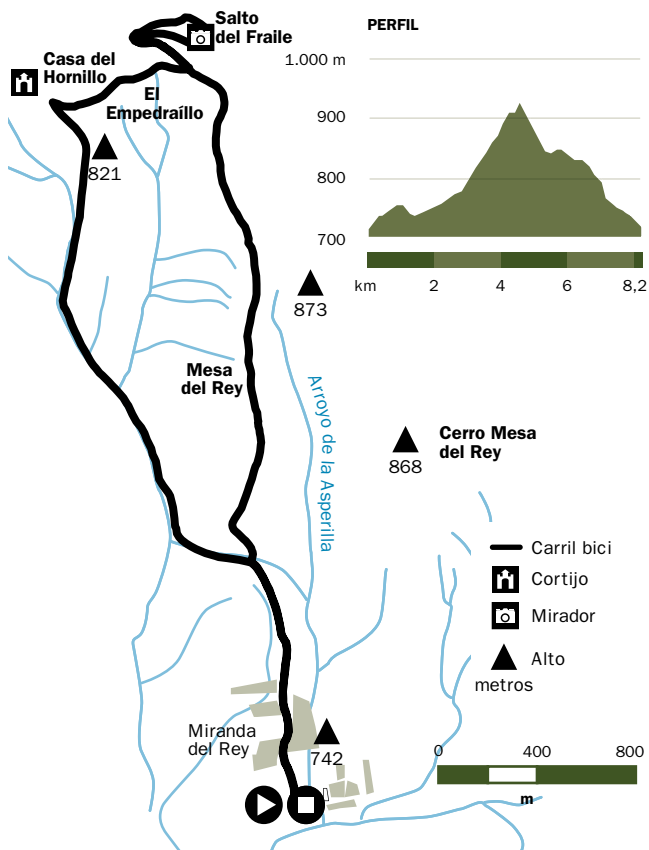 Salto
del Fraile
PERFIL
1.000 m
900
800
700
km
2
4
6
8,2
Casa del
Hornillo
El
Empedraíllo
821
873
Mesa
del Rey
Arroyo de la Asperilla
868
Cerro Mesa
del Rey
Carril bici
Cortijo
Mirador
Alto
metros
Miranda
del Rey
742
0
400
800
m